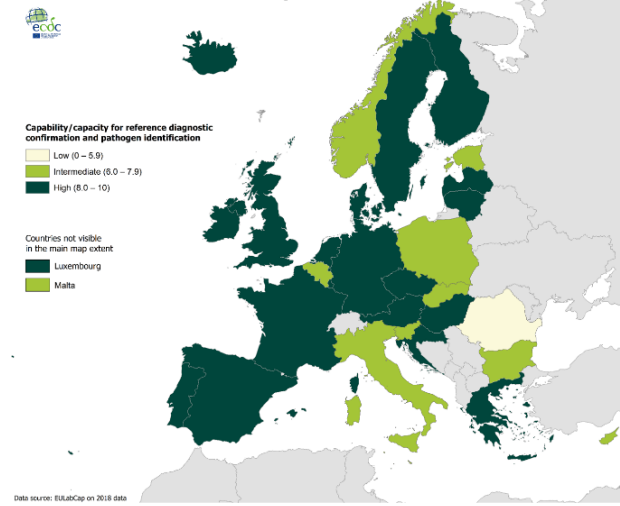 ecdc
Capability/capacity for reference diagnostic
confirmation and pathogen identification
Low (0 – 5.9)
Intermediate (6.0 – 7.9)
High (8.0 – 10)
Countries not visible
in the main map extent
Luxembourg
Malta
Data source: EULabCap on 2018 data